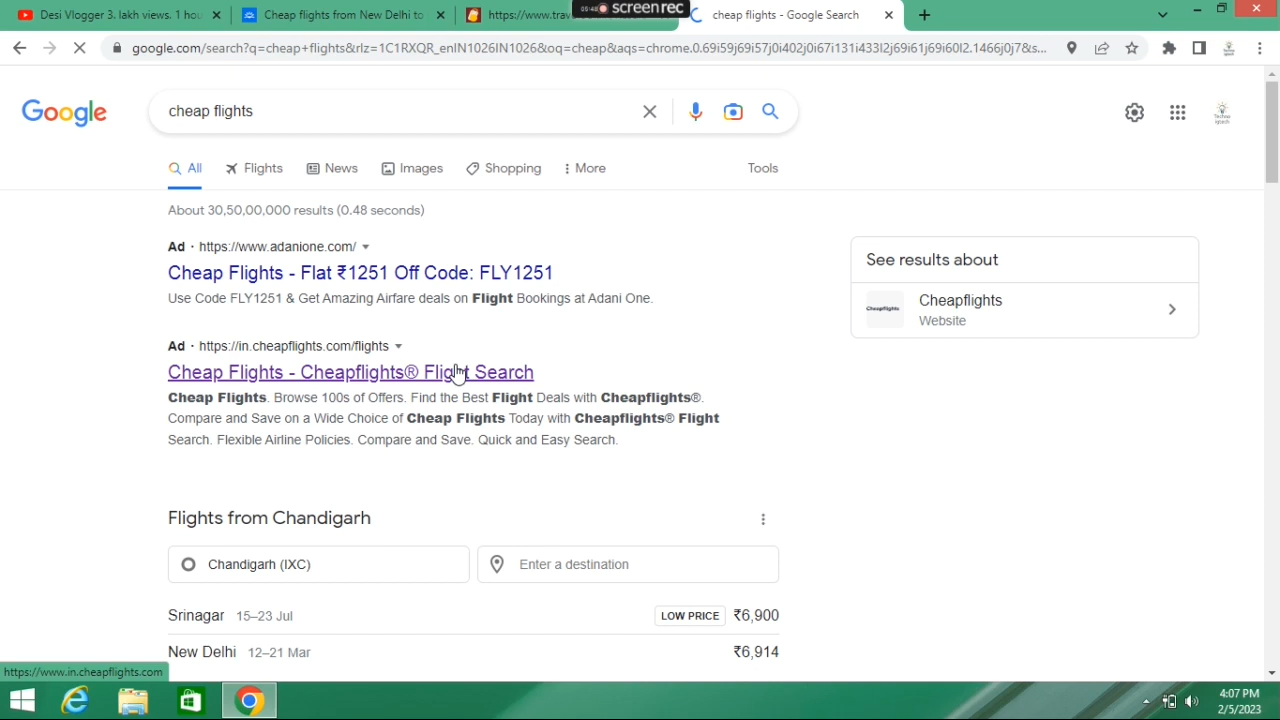 screen rec
Desi Vlogger 3. lakh views. 1 hou
Cheap flights from New Delhi to
https://www.trav
cheap flights - Google Search
google.com/search?q=cheap+flights&rlz=1C1RXQR_enIN1026IN1026&oq=cheap&aqs=chrome.0.69i59j69i57j0i402j0i67i131i433l2j69i61j69i60l2.1466j0j7&s...
Google
cheap flights
All Flights News Images Shopping More Tools
About 30,50,00,000 results (0.48 seconds)
Ad · https://www.adanione.com/
Cheap Flights - Flat ₹1251 Off Code: FLY1251
Use Code FLY1251 & Get Amazing Airfare deals on Flight Bookings at Adani One.
Ad · https://in.cheapflights.com/flights
Cheap Flights - Cheapflights® Flight Search
Cheap Flights. Browse 100s of Offers. Find the Best Flight Deals with Cheapflights®.
Compare and Save on a Wide Choice of Cheap Flights Today with Cheapflights® Flight
Search. Flexible Airline Policies. Compare and Save. Quick and Easy Search.
See results about
Cheapflights
Cheapflights
Website
Flights from Chandigarh
Chandigarh (IXC) Enter a destination
Srinagar 15–23 Jul LOW PRICE ₹6,900
New Delhi 12–21 Mar ₹6,914
https://www.in.cheapflights.com
4:07 PM
2/5/2023